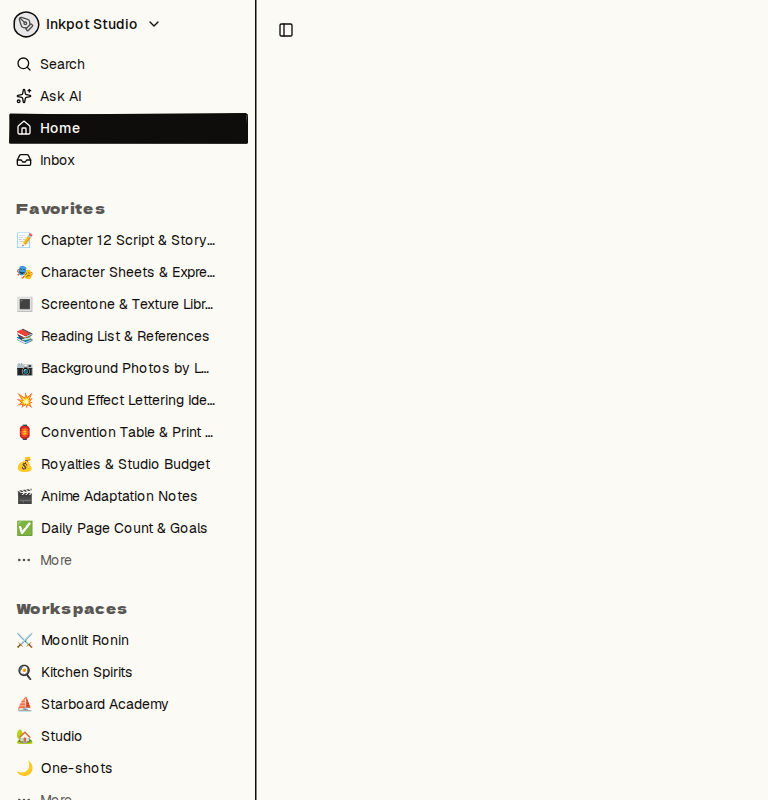 Inkpot Studio
Search
Ask AI
Home
Inbox
Favorites
Chapter 12 Script & Story…
Character Sheets & Expre…
Screentone & Texture Libr…
Reading List & References
Background Photos by L…
Sound Effect Lettering Ide…
Convention Table & Print …
Royalties & Studio Budget
Anime Adaptation Notes
Daily Page Count & Goals
More
Workspaces
Moonlit Ronin
Kitchen Spirits
Starboard Academy
Studio
One-shots
More